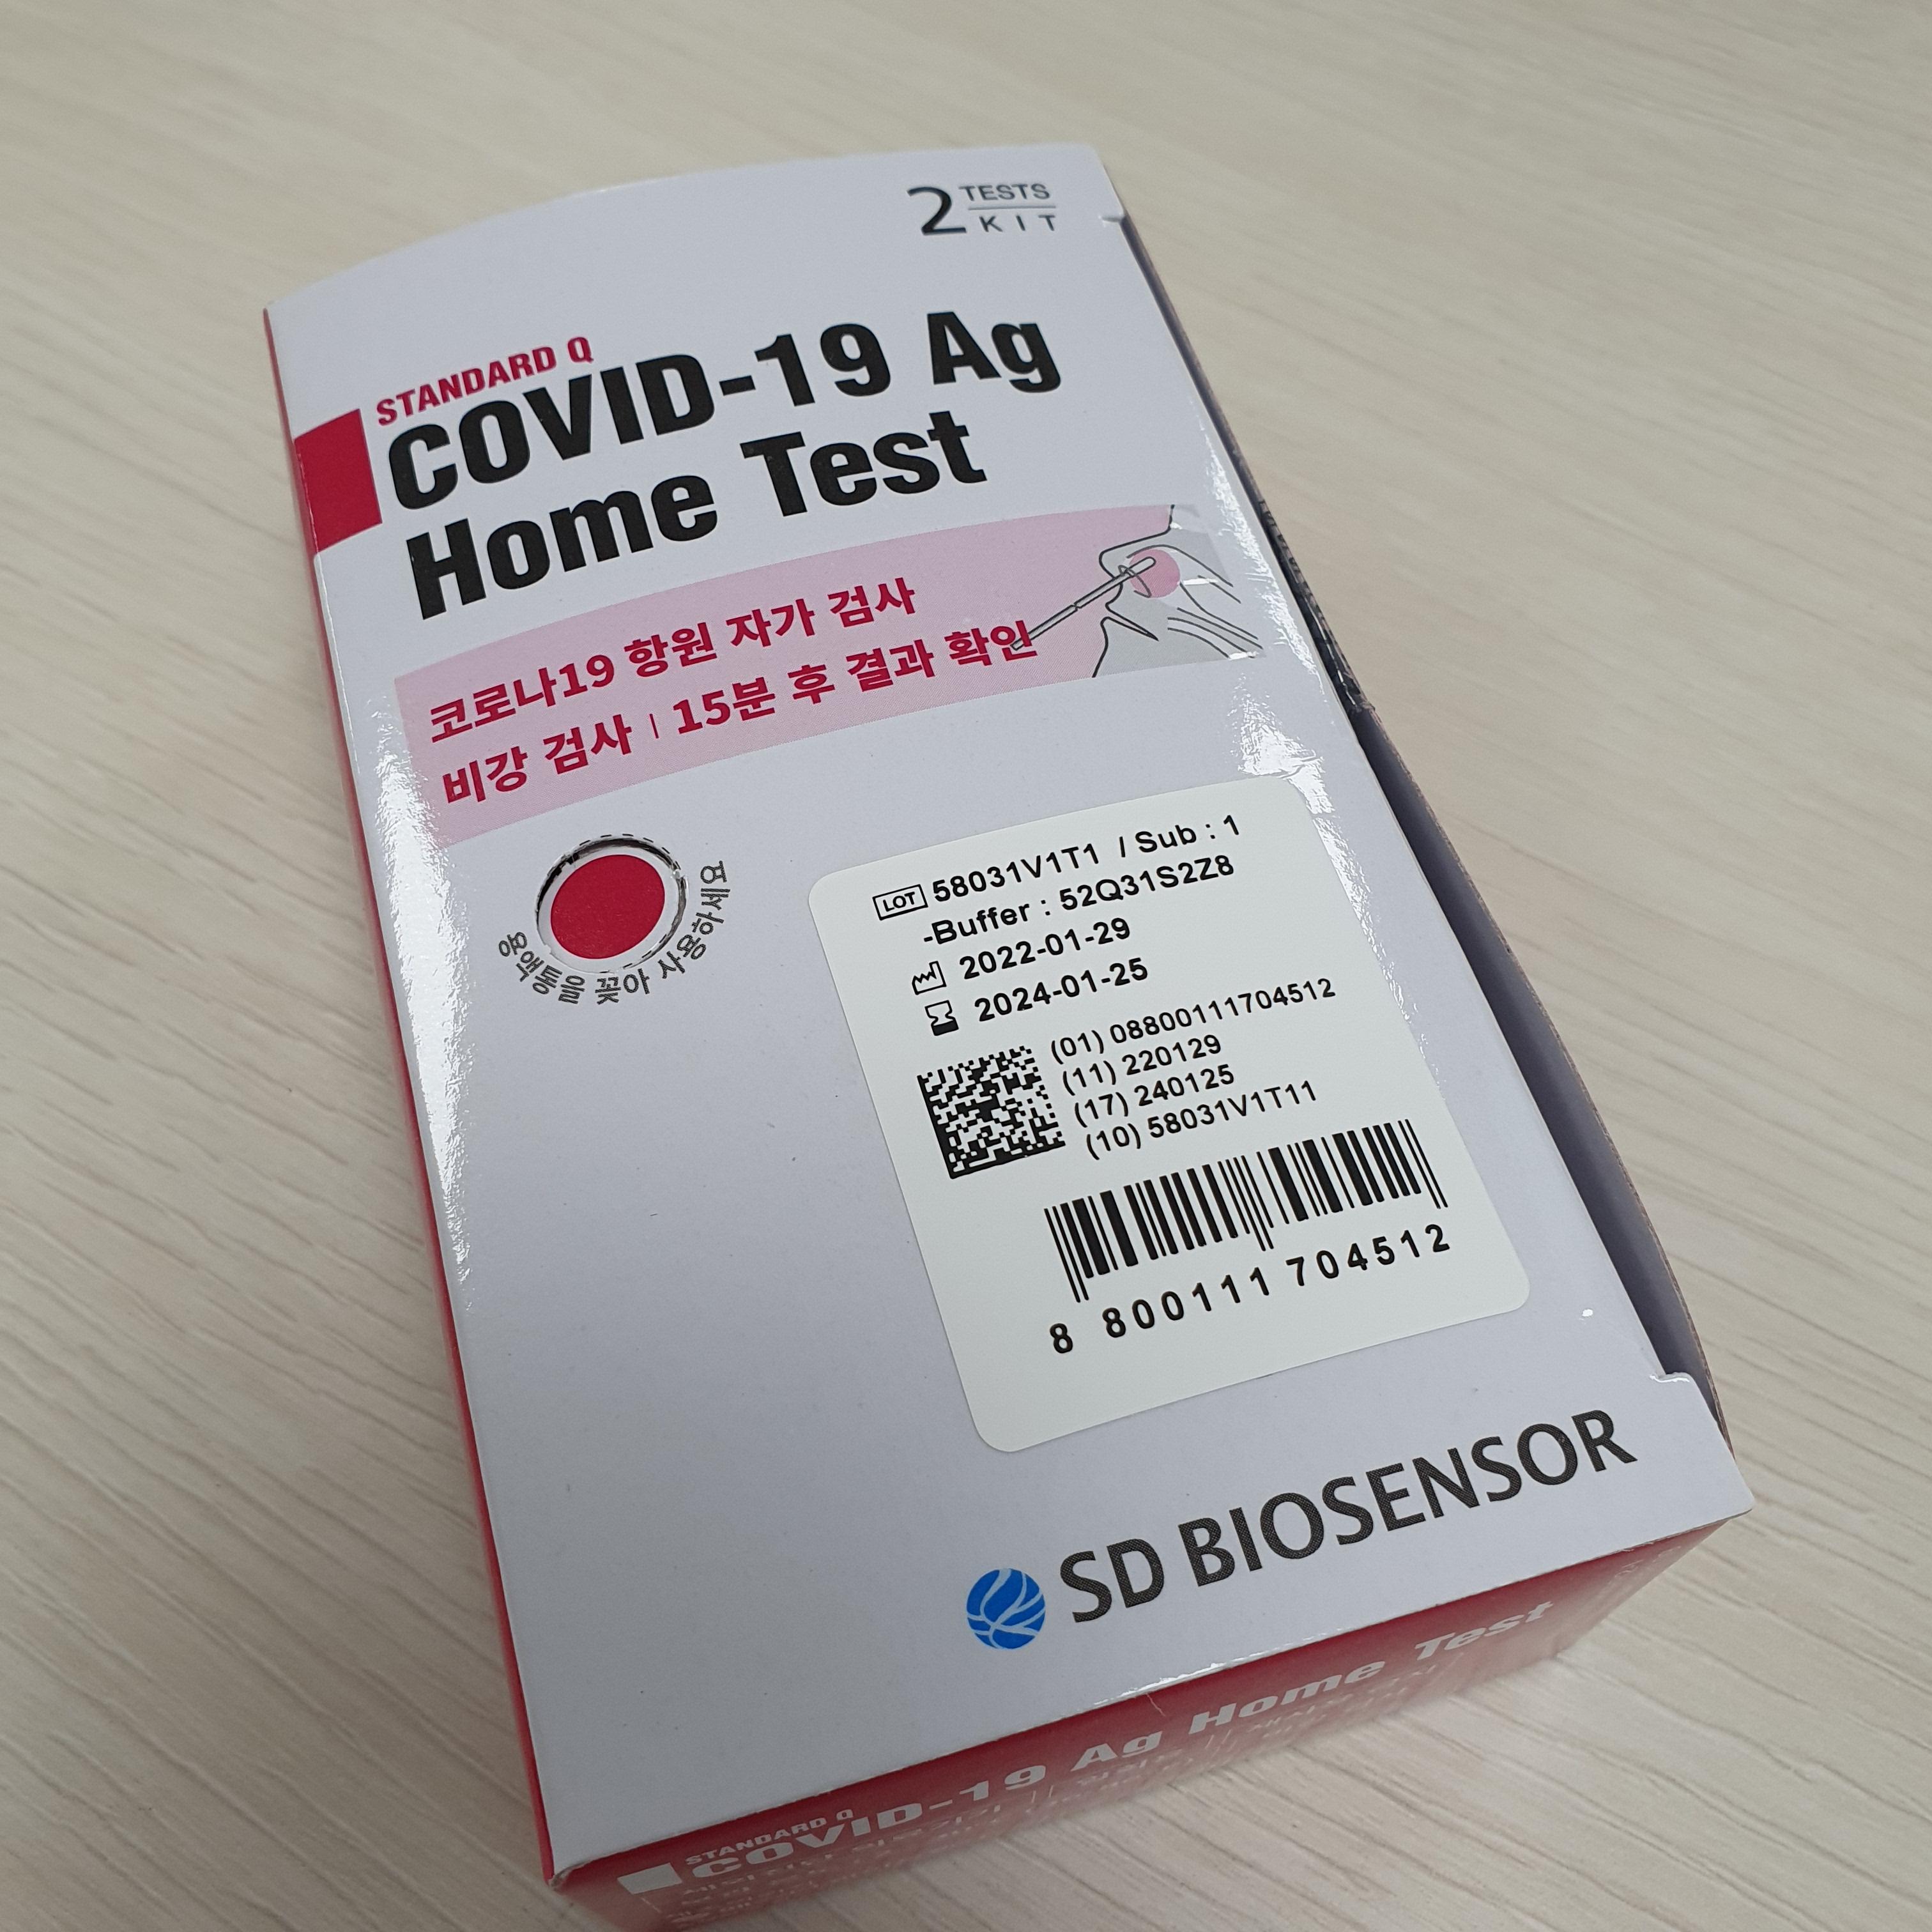 2 TESTS
KIT
STANDARD Q
COVID-19 Ag
Home Test
코로나19 항원 자가 검사
비강 검사 | 15분 후 결과 확인
용액통을 꽂아 사용하세요
LOT 58031V1T1 / Sub : 1
-Buffer : 52Q31S2Z8
2022-01-29
2024-01-25
(01) 08800111704512
(11) 220129
(17) 240125
(10) 58031V1T11
8 800111 704512
SD BIOSENSOR
STANDARD Q
COVID-19 Ag Home Test